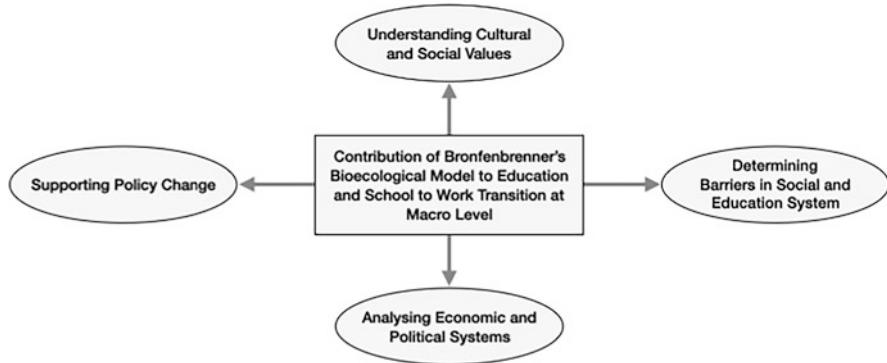 Understanding Cultural
and Social Values
Supporting Policy Change
Contribution of Bronfenbrenner's
Bioecological Model to Education
and School to Work Transition at
Macro Level
Determining
Barriers in Social and
Education System
Analysing Economic and
Political Systems